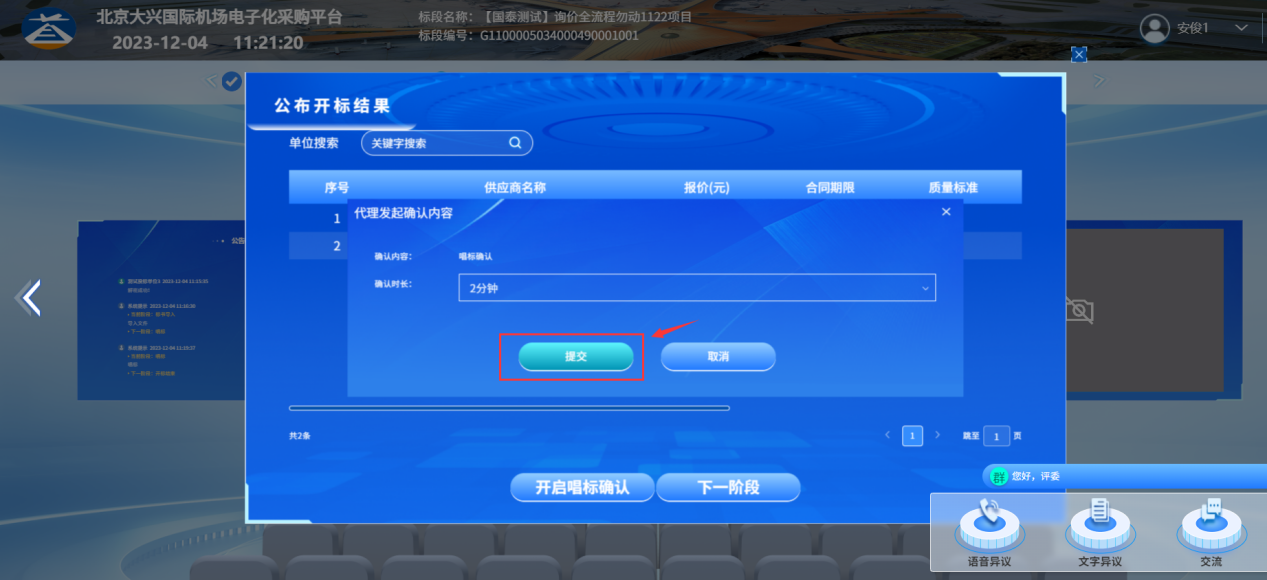 北京大兴国际机场电子化采购平台
2023-12-04 11:21:20
标段名称：【国泰测试】询价全流程勿动1122项目
标段编号：G1100005034000490001001
安俊1
公布开标结果
单位搜索 关键字搜索
序号 供应商名称 报价(元) 合同期限 质量标准
1
2
代理发起确认内容
确认内容： 唱标确认
确认时长： 2分钟
提交 取消
共2条
1 跳至 1 页
开启唱标确认 下一阶段
群 您好，评委
语音异议 文字异议 交流